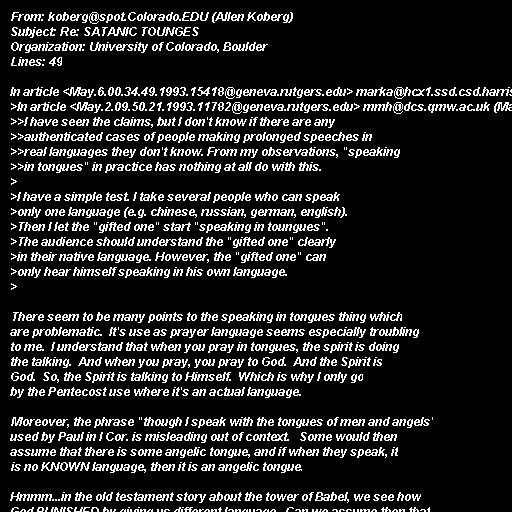 From: koberg@spot.Colorado.EDU (Allen Koberg)
Subject: Re: SATANIC TOUNGES
Organization: University of Colorado, Boulder
Lines: 49

In article <May.6.00.34.49.1993.15418@geneva.rutgers.edu> marka@hcx1.ssd.csd.harris
>In article <May.2.09.50.21.1993.11782@geneva.rutgers.edu> mmh@dcs.qmw.ac.uk (Ma
>>I have seen the claims, but I don't know if there are any
>>authenticated cases of people making prolonged speeches in
>>real languages they don't know. From my observations, "speaking
>>in tongues" in practice has nothing at all do with this.
>
>I have a simple test. I take several people who can speak
>only one language (e.g. chinese, russian, german, english).
>Then I let the "gifted one" start "speaking in toungues".
>The audience should understand the "gifted one" clearly
>in their native language. However, the "gifted one" can
>only hear himself speaking in his own language.
>

There seem to be many points to the speaking in tongues thing which
are problematic.  It's use as prayer language seems especially troubling
to me.  I understand that when you pray in tongues, the spirit is doing
the talking.  And when you pray, you pray to God.  And the Spirit is
God.  So, the Spirit is talking to Himself.  Which is why I only go
by the Pentecost use where it's an actual language.

Moreover, the phrase "though I speak with the tongues of men and angels'
used by Paul in I Cor. is misleading out of context.   Some would then
assume that there is some angelic tongue, and if when they speak, it
is no KNOWN language, then it is an angelic tongue.

Hmmm...in the old testament story about the tower of Babel, we see how
God PUNISHED by giving us different language.  Can we assume then that